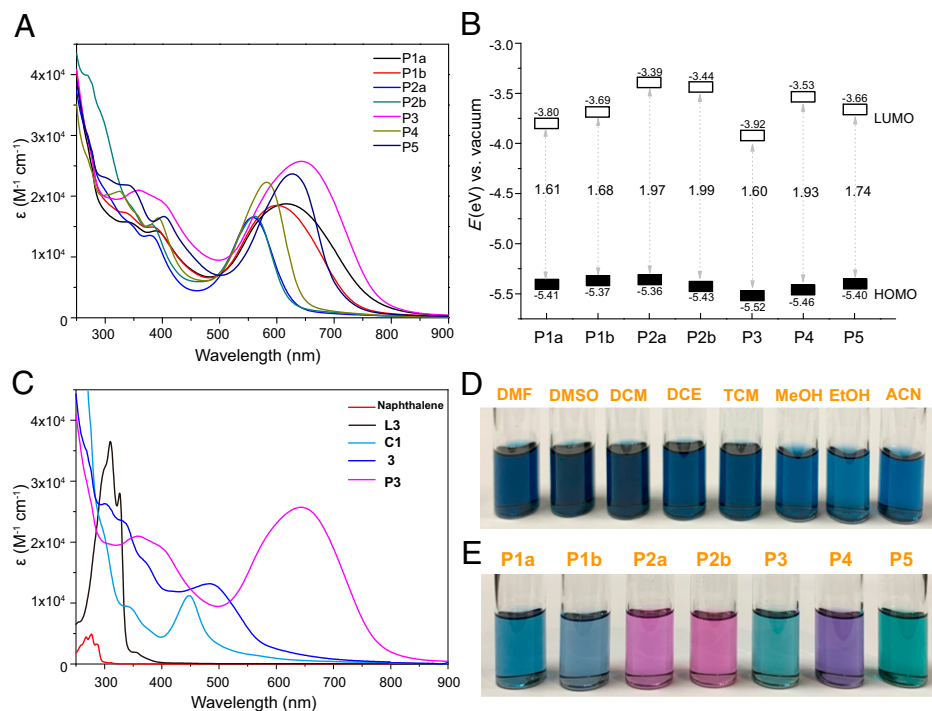 A
ε (M⁻¹ cm⁻¹)
4x10⁴
3x10⁴
2x10⁴
1x10⁴
0
300 400 500 600 700 800 900
Wavelength (nm)
P1a
P1b
P2a
P2b
P3
P4
P5
B
E(eV) vs. vacuum
-3.0
-3.5
-4.0
-4.5
-5.0
-5.5
-3.80 -3.69 -3.39 -3.44 -3.92 -3.53 -3.66
LUMO
1.61 1.68 1.97 1.99 1.60 1.93 1.74
-5.41 -5.37 -5.36 -5.43 -5.52 -5.46 -5.40
HOMO
P1a P1b P2a P2b P3 P4 P5
C
ε (M⁻¹ cm⁻¹)
4x10⁴
3x10⁴
2x10⁴
1x10⁴
0
300 400 500 600 700 800 900
Wavelength (nm)
Naphthalene
L3
C1
3
P3
D
DMF DMSO DCM DCE TCM MeOH EtOH ACN
E
P1a P1b P2a P2b P3 P4 P5